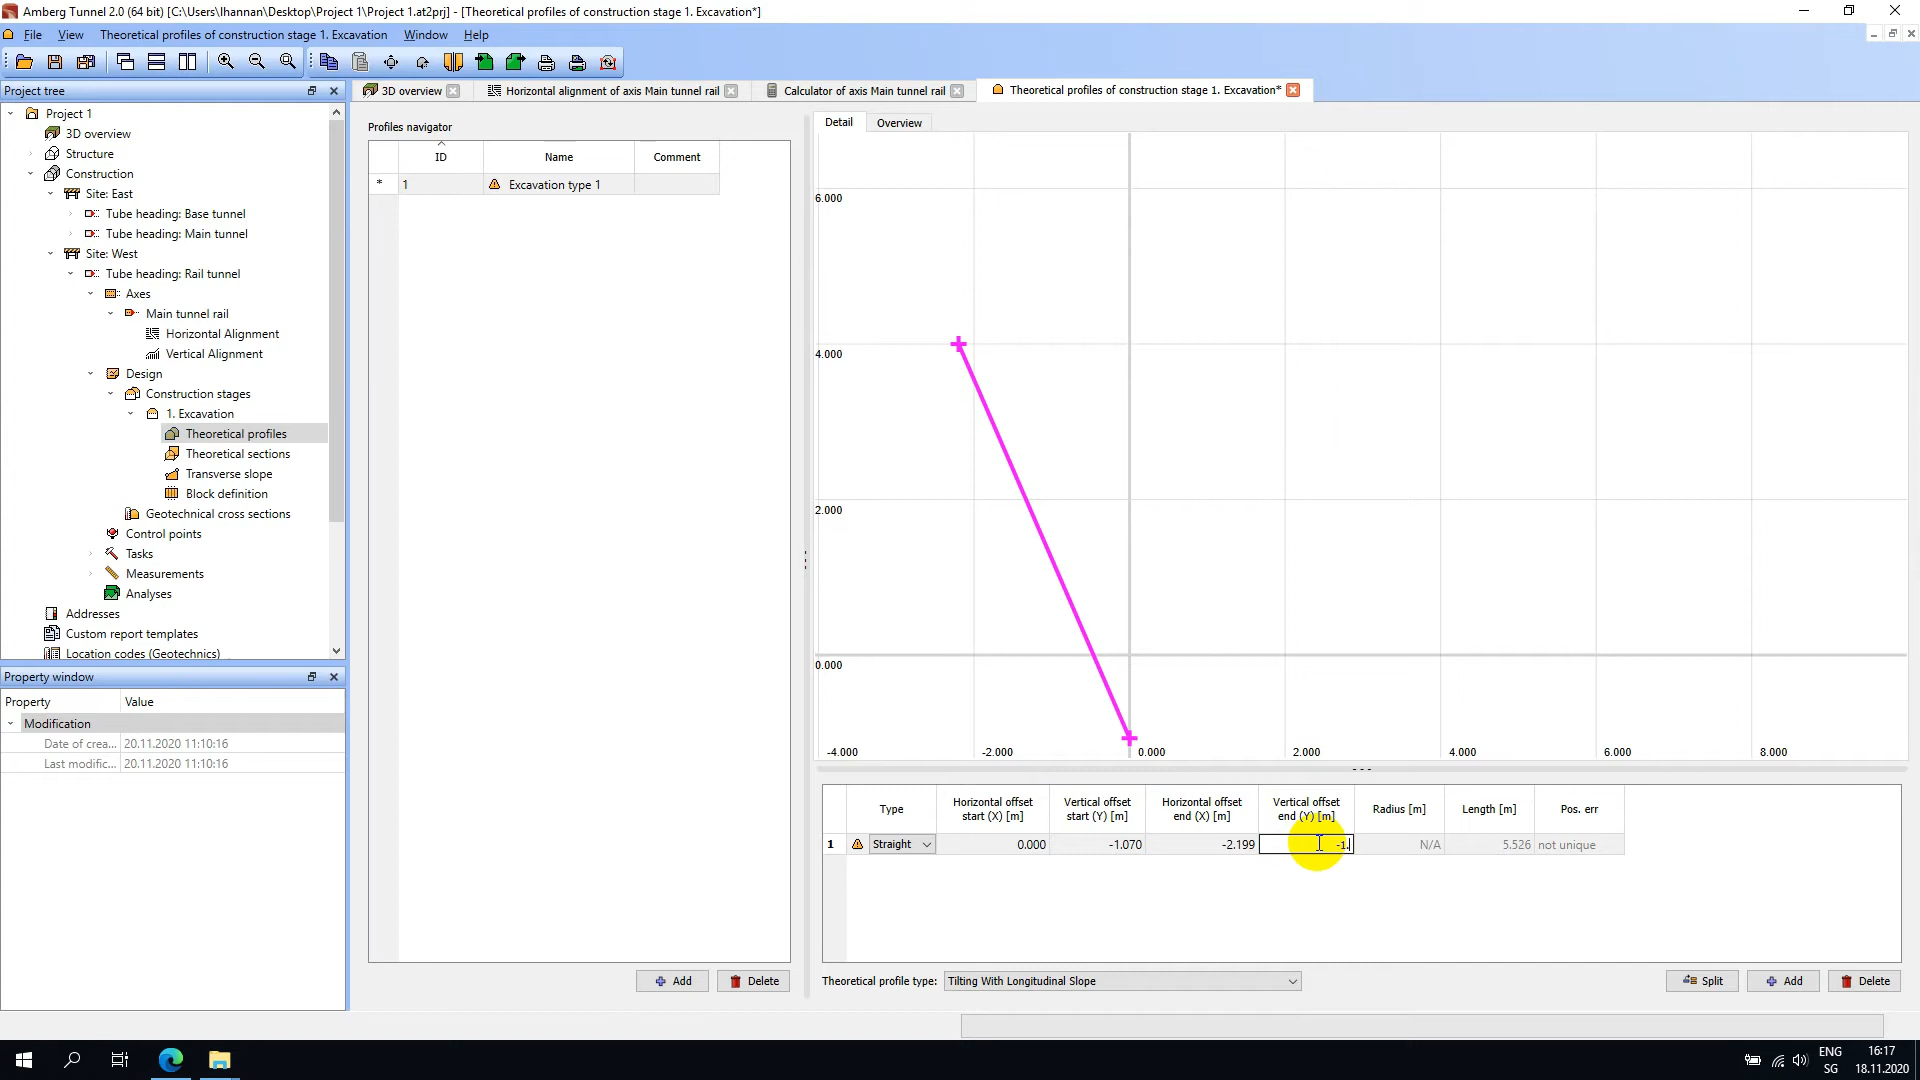 Amberg Tunnel 2.0 (64 bit) [C:\Users\lhannan\Desktop\Project 1\Project 1.at2prj] - [Theoretical profiles of construction stage 1. Excavation*]
File View Theoretical profiles of construction stage 1. Excavation Window Help
Project tree
3D overview
Horizontal alignment of axis Main tunnel rail
Calculator of axis Main tunnel rail
Theoretical profiles of construction stage 1. Excavation*
Project 1
3D overview
Structure
Construction
Site: East
Tube heading: Base tunnel
Tube heading: Main tunnel
Site: West
Tube heading: Rail tunnel
Axes
Main tunnel rail
Horizontal Alignment
Vertical Alignment
Design
Construction stages
1. Excavation
Theoretical profiles
Theoretical sections
Transverse slope
Block definition
Geotechnical cross sections
Control points
Tasks
Measurements
Analyses
Addresses
Custom report templates
Location codes (Geotechnics)
Property window
Property Value
Modification
Date of crea... 20.11.2020 11:10:16
Last modific... 20.11.2020 11:10:16
Profiles navigator
ID Name Comment
* 1 Excavation type 1
Add Delete
Detail Overview
6.000
4.000
2.000
0.000
-4.000 -2.000 0.000 2.000 4.000 6.000 8.000
Type
Horizontal offset start (X) [m]
Vertical offset start (Y) [m]
Horizontal offset end (X) [m]
Vertical offset end (Y) [m]
Radius [m]
Length [m]
Pos. err
1 Straight 0.000 -1.070 -2.199 -1. N/A 5.526 not unique
Theoretical profile type: Tilting With Longitudinal Slope
Split Add Delete
ENG
SG
16:17
18.11.2020